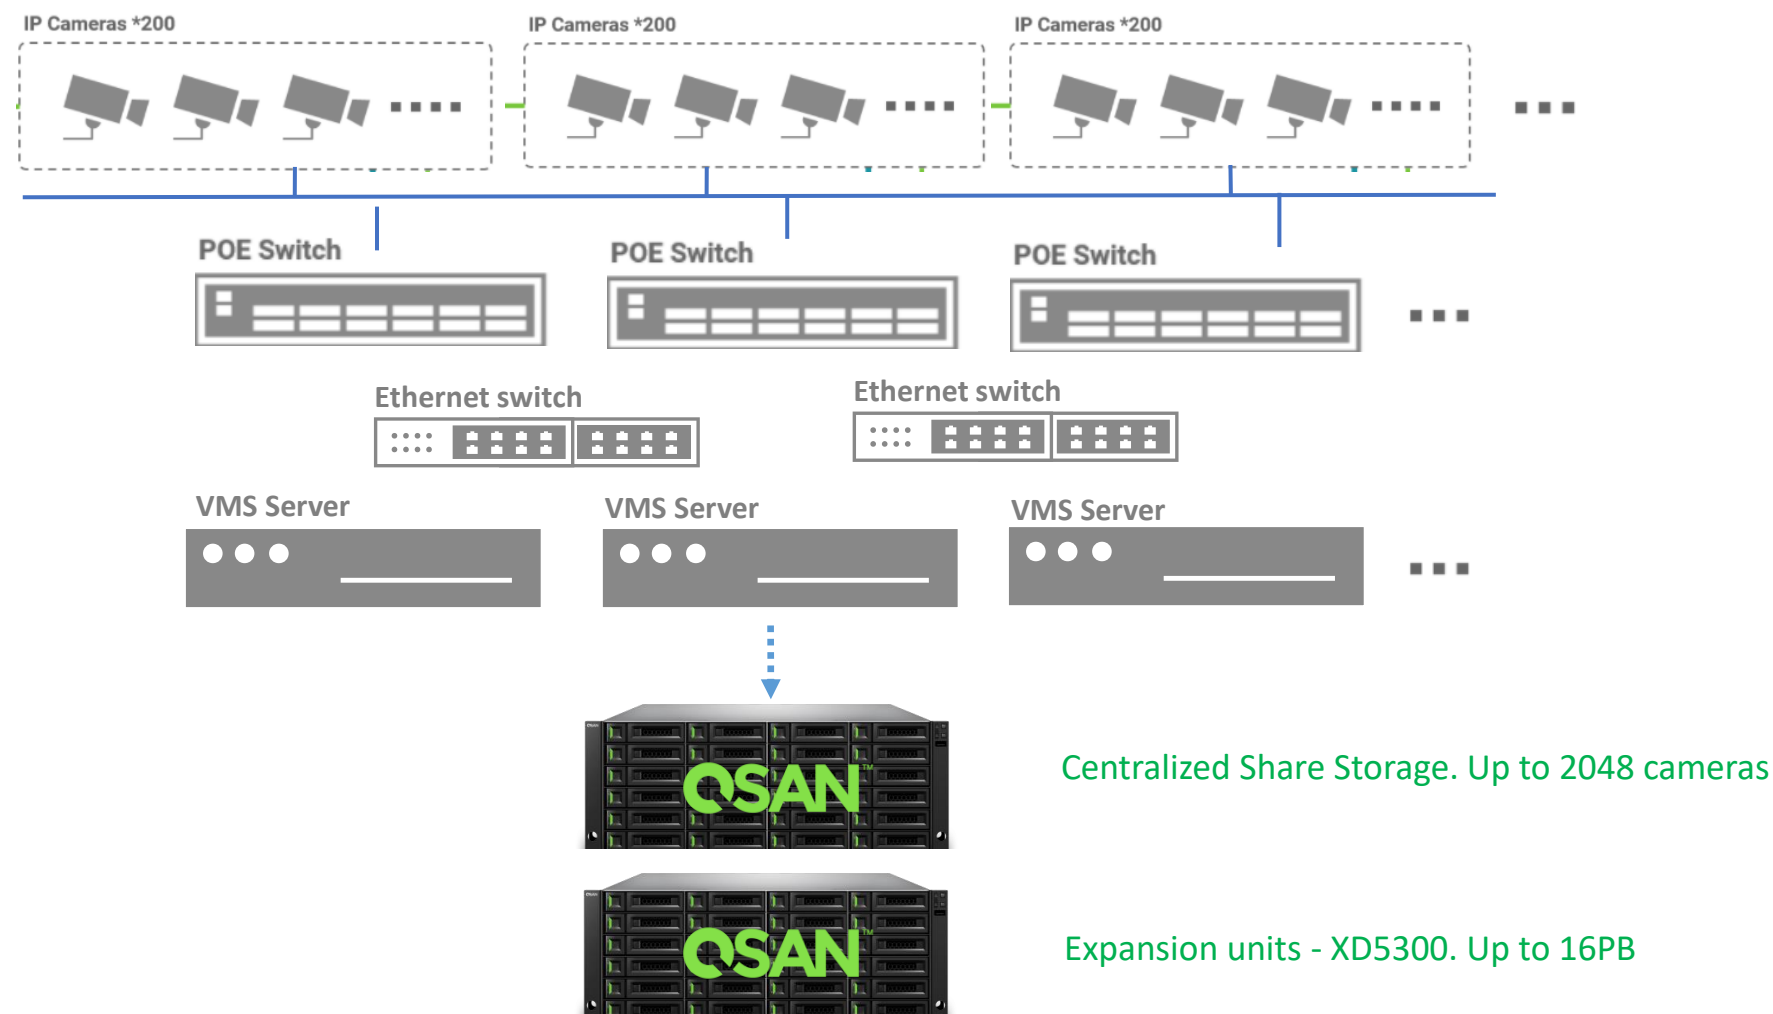 IP Cameras *200
IP Cameras *200
IP Cameras *200
POE Switch
POE Switch
POE Switch
Ethernet switch
Ethernet switch
VMS Server
VMS Server
VMS Server
QSAN™
Centralized Share Storage. Up to 2048 cameras
QSAN™
Expansion units - XD5300. Up to 16PB